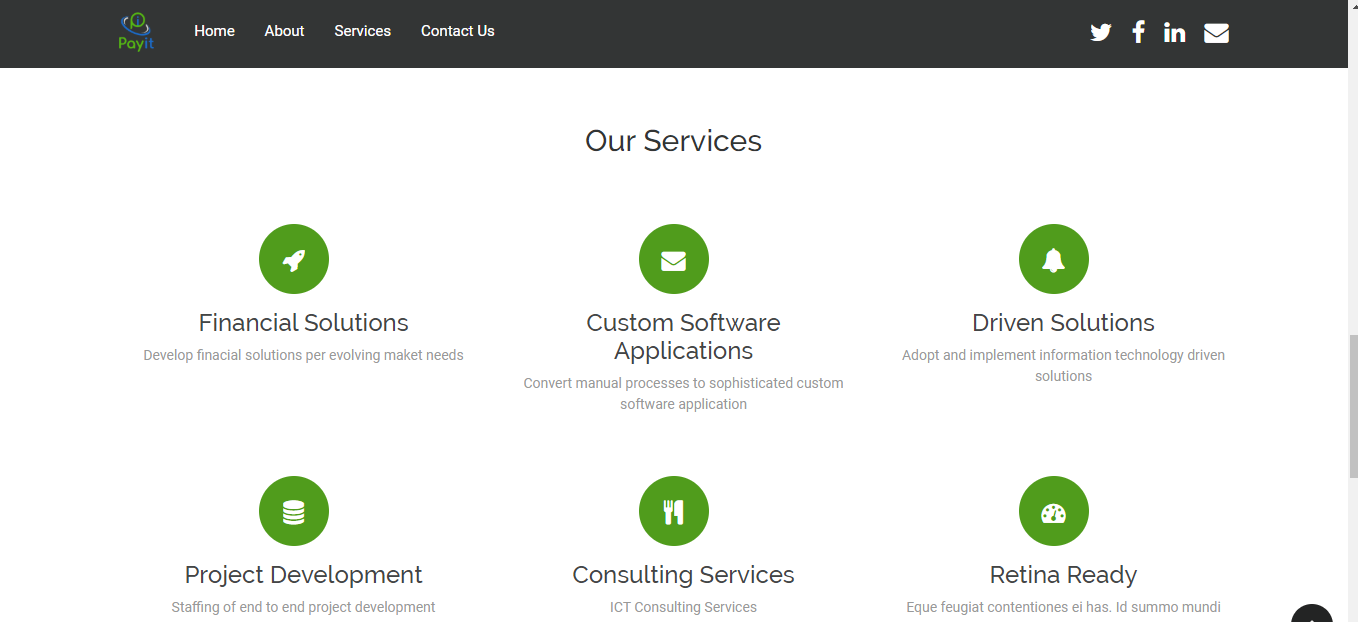 Payit
Home About Services Contact Us
Our Services
Financial Solutions
Develop finacial solutions per evolving maket needs
Custom Software
Applications
Convert manual processes to sophisticated custom
software application
Driven Solutions
Adopt and implement information technology driven
solutions
Project Development
Staffing of end to end project development
Consulting Services
ICT Consulting Services
Retina Ready
Eque feugiat contentiones ei has. Id summo mundi